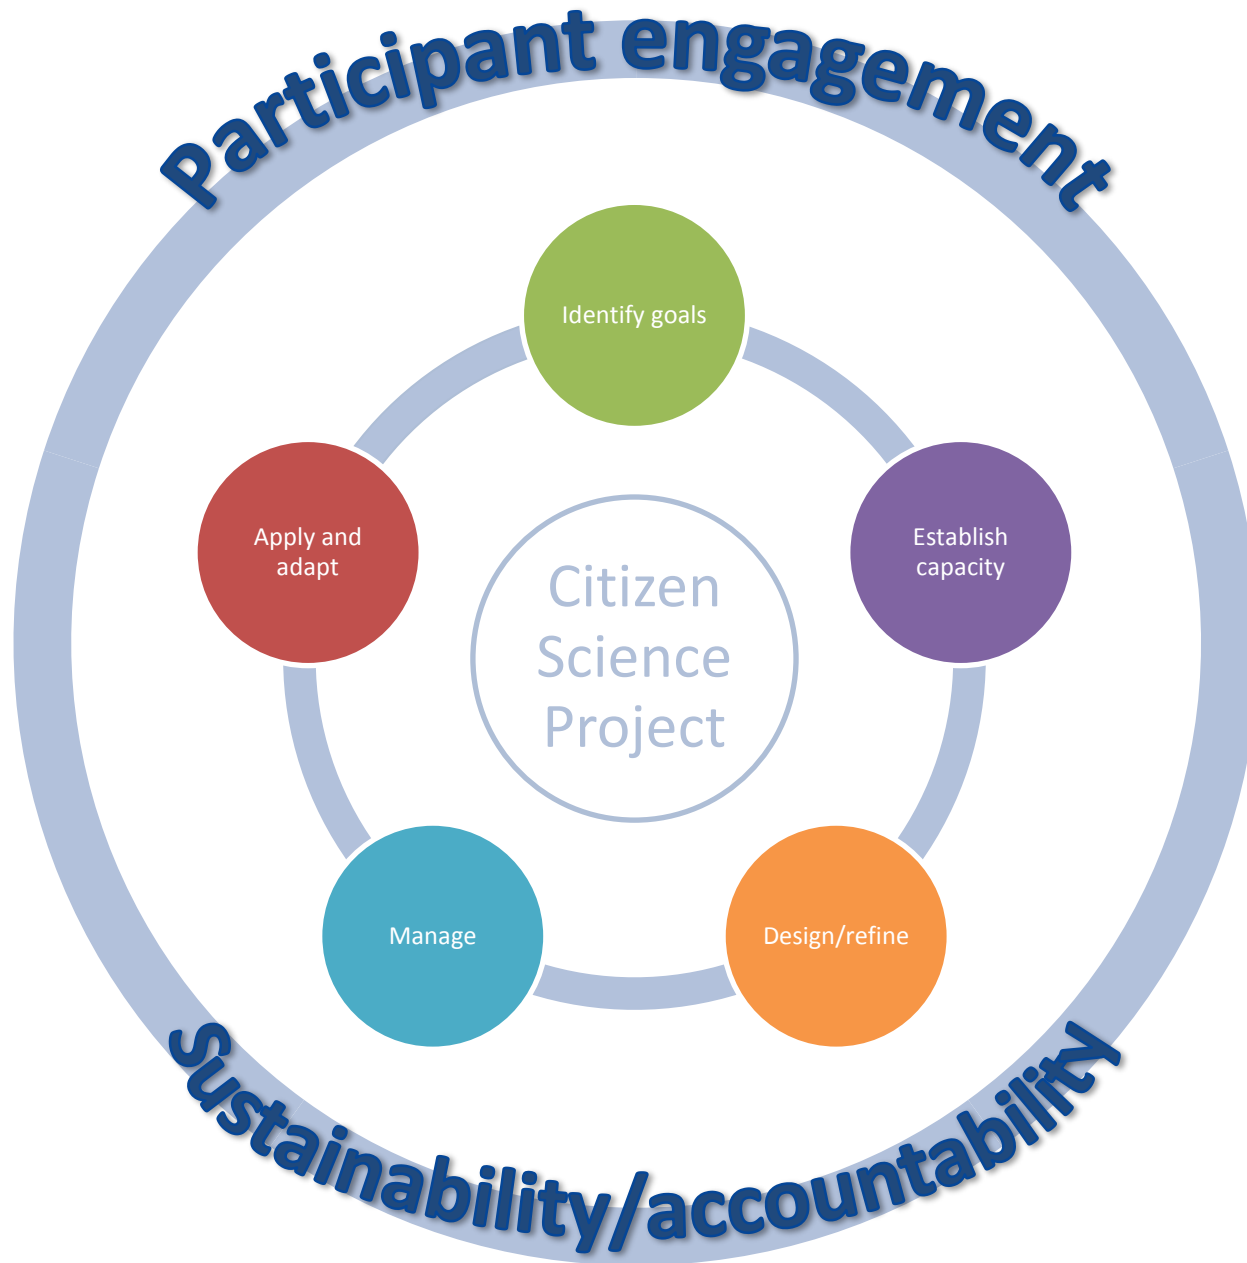 Participant engagement
Identify goals
Apply and
adapt
Establish
capacity
Citizen
Science
Project
Manage
Design/refine
Sustainability/accountability